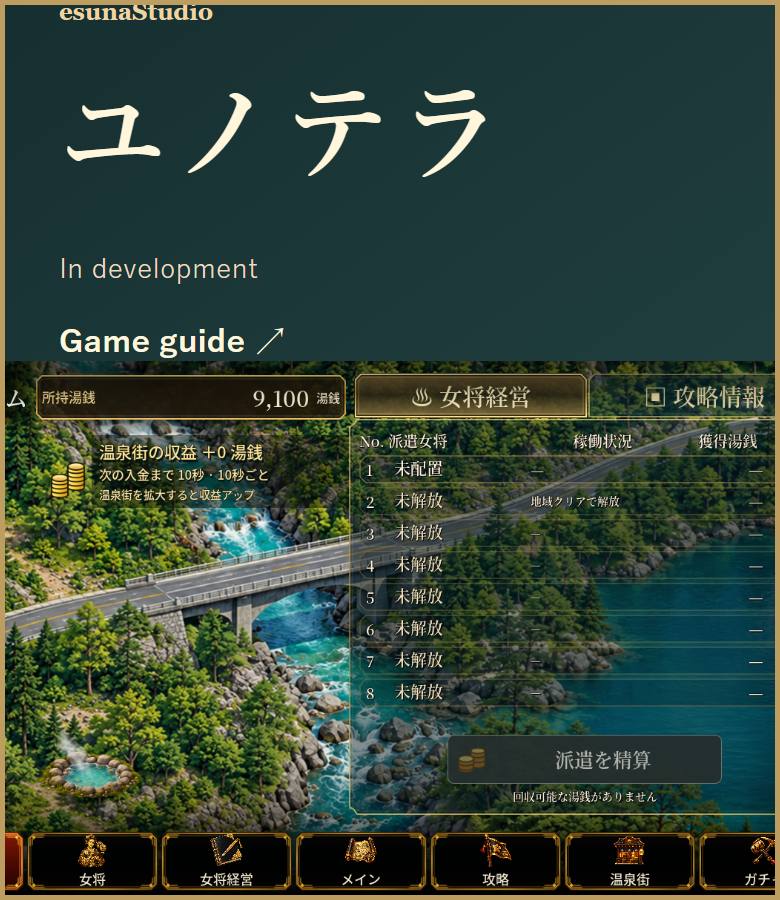 esunaStudio
ユノテラ
In development
Game guide ↗
ム
所持湯銭 9,100 湯銭
女将経営
攻略情報
温泉街の収益 +0 湯銭
次の入金まで 10秒・10秒ごと
温泉街を拡大すると収益アップ
No. 派遣女将 稼働状況 獲得湯銭
1 未配置 — —
2 未解放 地域クリアで解放 —
3 未解放 — —
4 未解放 — —
5 未解放 — —
6 未解放 — —
7 未解放 — —
8 未解放 — —
派遣を精算
回収可能な湯銭がありません
女将
女将経営
メイン
攻略
温泉街
ガチ